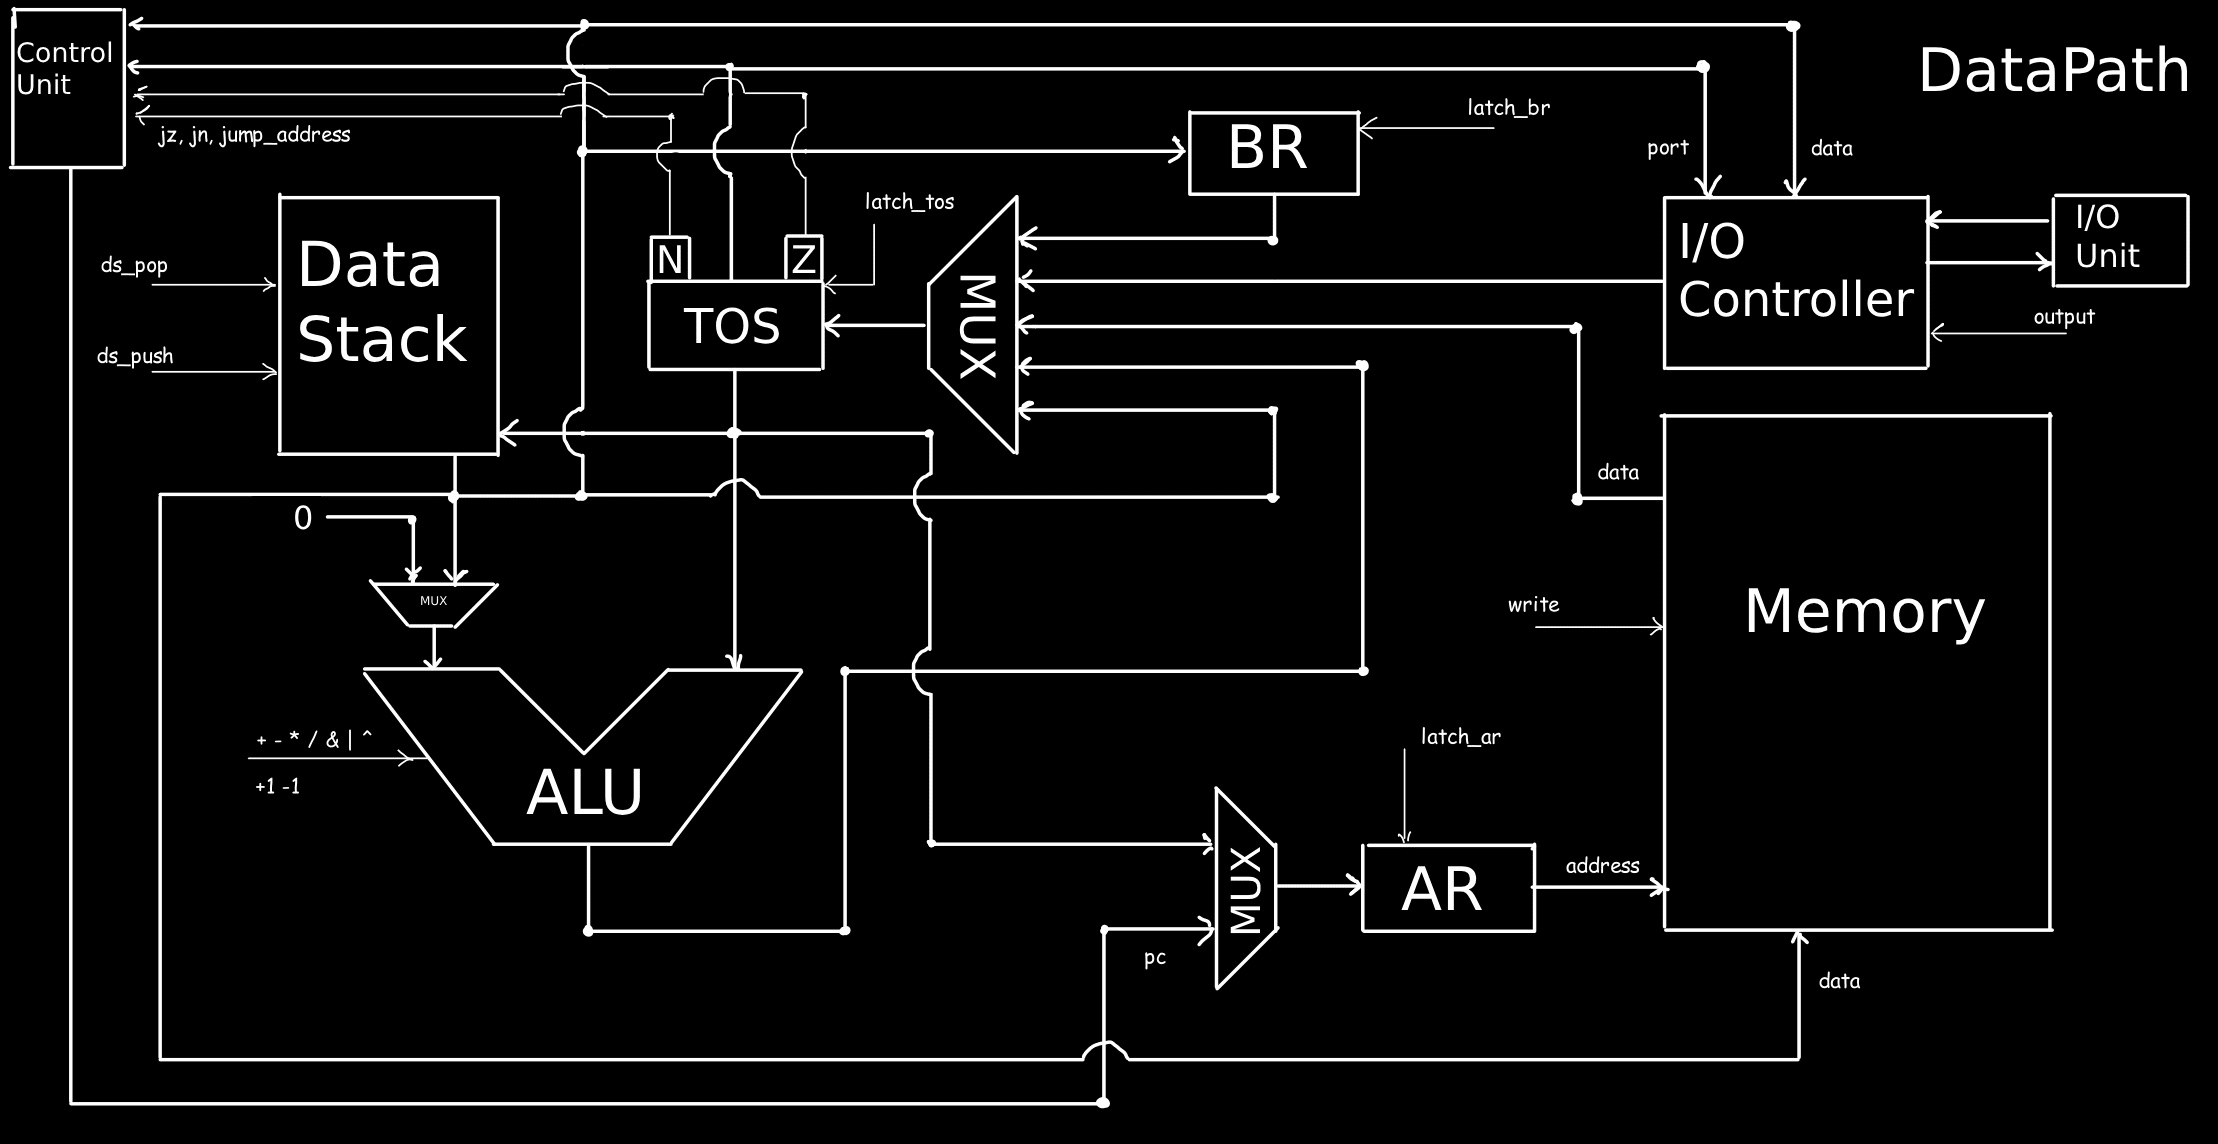 Control
Unit
DataPath
jz, jn, jump_address
BR
latch_br
port
data
latch_tos
Data
Stack
ds_pop
ds_push
N
Z
TOS
MUX
I/O
Controller
I/O
Unit
output
data
0
MUX
write
Memory
+ - * / & | ^
+1 -1
ALU
latch_ar
MUX
AR
address
pc
data